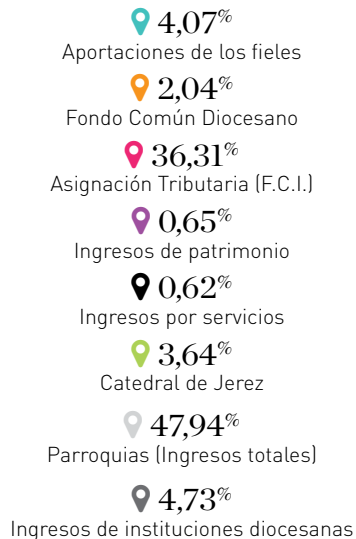 4,07%
Aportaciones de los fieles
2,04%
Fondo Común Diocesano
36,31%
Asignación Tributaria (F.C.I.)
0,65%
Ingresos de patrimonio
0,62%
Ingresos por servicios
3,64%
Catedral de Jerez
47,94%
Parroquias (Ingresos totales)
4,73%
Ingresos de instituciones diocesanas